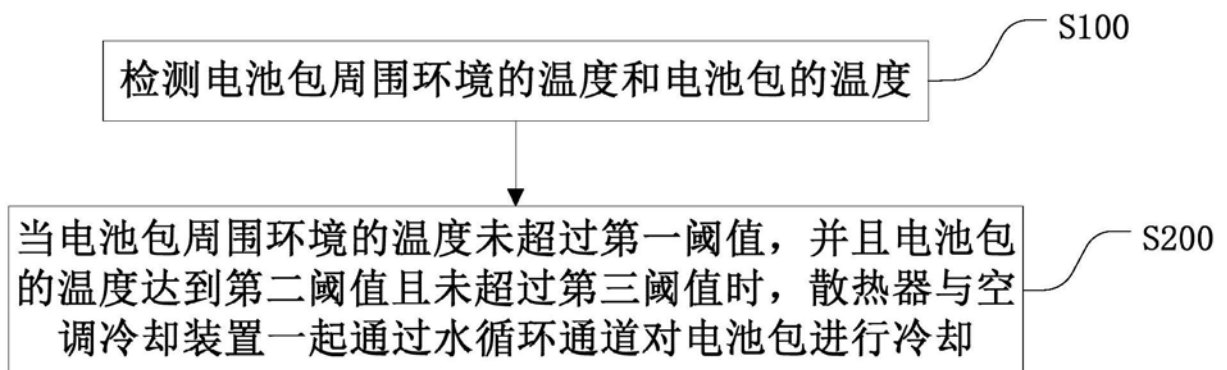 S100
检测电池包周围环境的温度和电池包的温度
当电池包周围环境的温度未超过第一阈值，并且电池包
的温度达到第二阈值且未超过第三阈值时，散热器与空
调冷却装置一起通过水循环通道对电池包进行冷却
S200